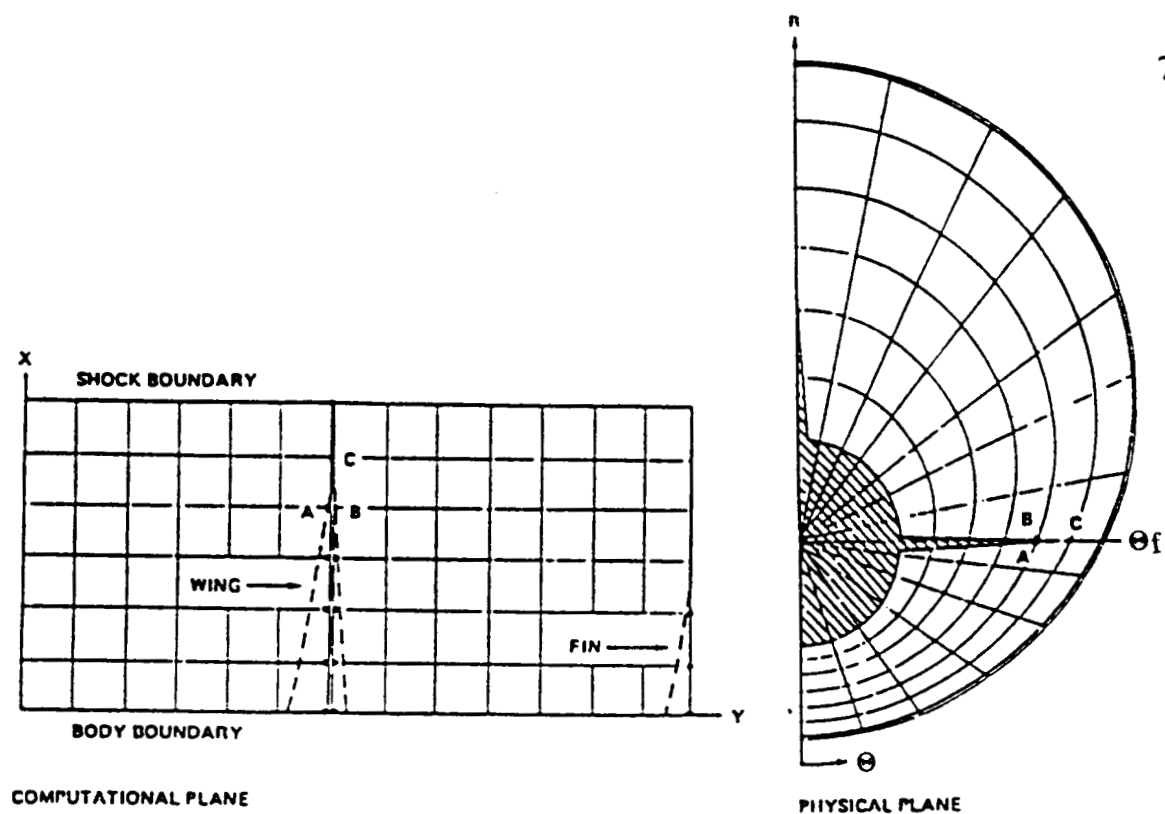 X
SHOCK BOUNDARY
C
A
B
WING
FIN
Y
BODY BOUNDARY
COMPUTATIONAL PLANE
R
B
C
A
Θf
Θ
PHYSICAL PLANE